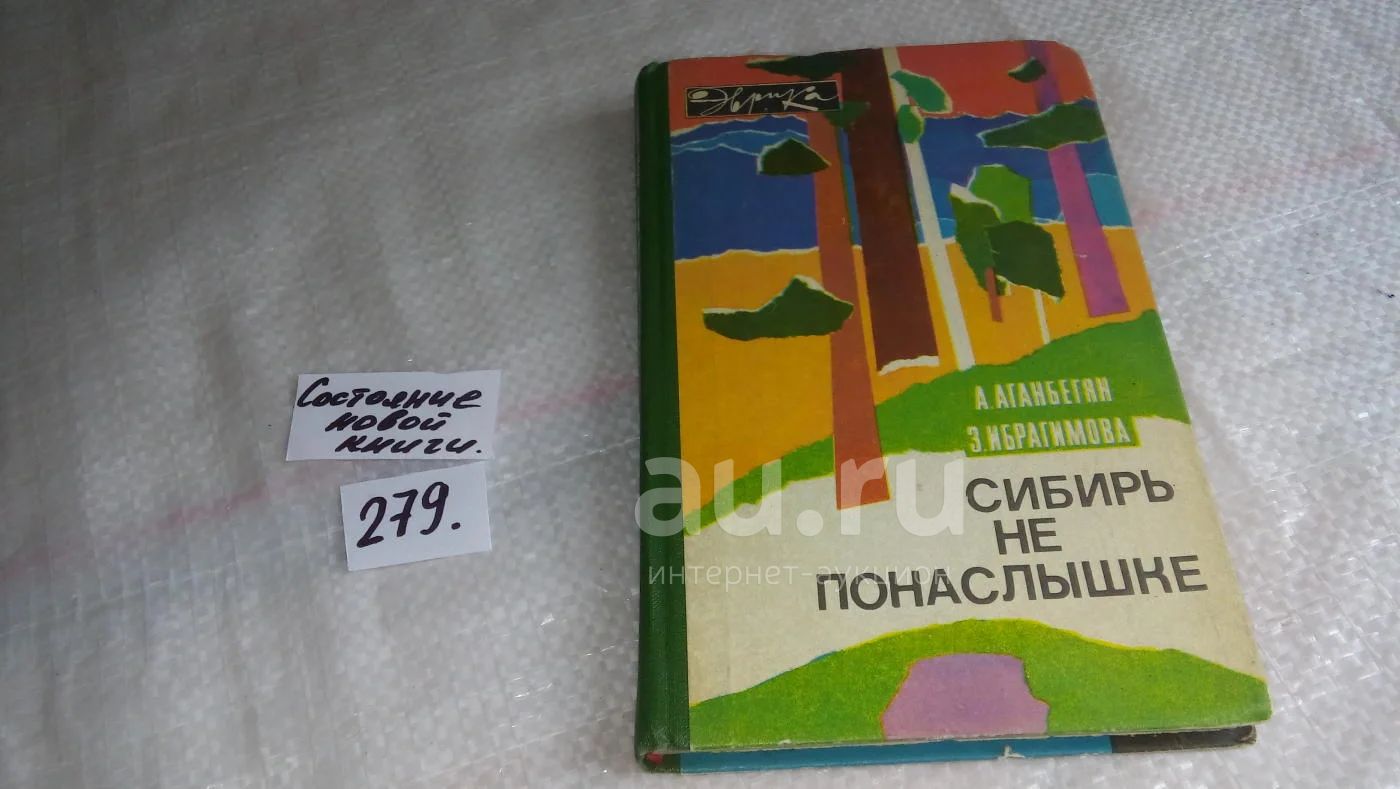 Эврика
А.АГАНБЕГЯН
З.ИБРАГИМОВА
СИБИРЬ
НЕ
ПОНАСЛЫШКЕ
Состояние
новой
книги.
279.
au.ru
интернет-аукцион